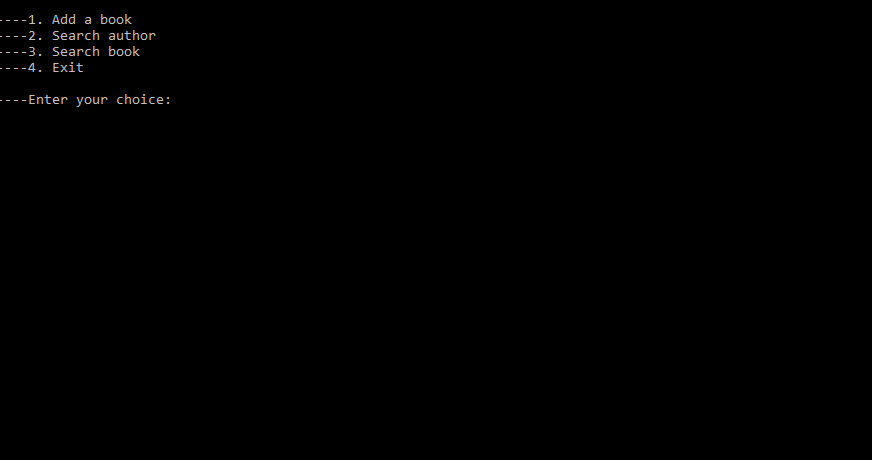 ----1. Add a book
----2. Search author
----3. Search book
----4. Exit
----Enter your choice: